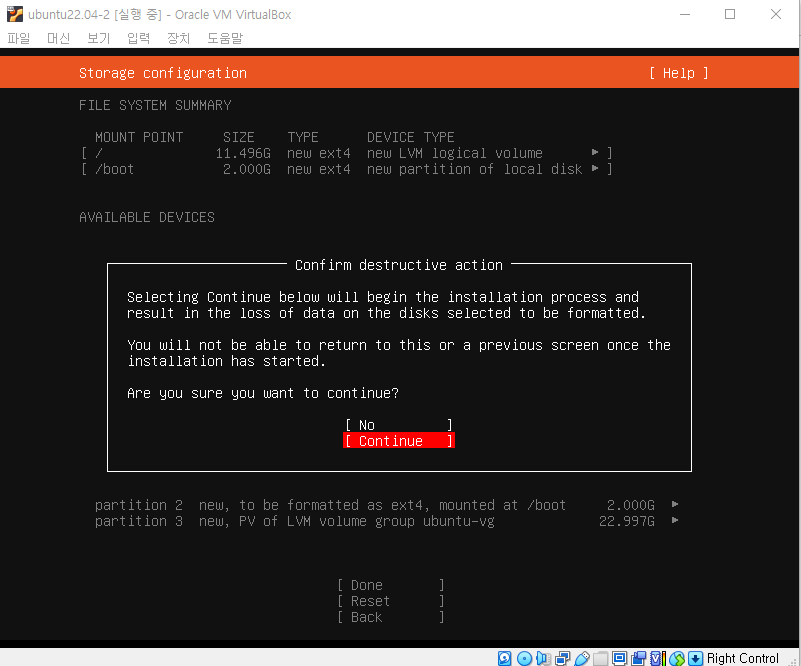 ubuntu22.04-2 [실행 중] - Oracle VM VirtualBox
파일 머신 보기 입력 장치 도움말
Storage configuration [ Help ]
FILE SYSTEM SUMMARY
MOUNT POINT SIZE TYPE DEVICE TYPE
[ / 11.496G new ext4 new LVM logical volume ▸ ]
[ /boot 2.000G new ext4 new partition of local disk ▸ ]
AVAILABLE DEVICES
Confirm destructive action
Selecting Continue below will begin the installation process and
result in the loss of data on the disks selected to be formatted.
You will not be able to return to this or a previous screen once the
installation has started.
Are you sure you want to continue?
[ No ]
[ Continue ]
partition 2 new, to be formatted as ext4, mounted at /boot 2.000G ▸
partition 3 new, PV of LVM volume group ubuntu-vg 22.997G ▸
[ Done ]
[ Reset ]
[ Back ]
Right Control